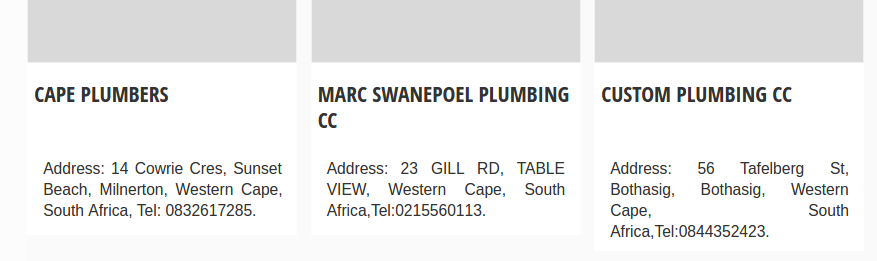 CAPE PLUMBERS
Address: 14 Cowrie Cres, Sunset
Beach, Milnerton, Western Cape,
South Africa, Tel: 0832617285.
MARC SWANEPOEL PLUMBING
CC
Address: 23 GILL RD, TABLE
VIEW, Western Cape, South
Africa,Tel:0215560113.
CUSTOM PLUMBING CC
Address: 56 Tafelberg St,
Bothasig, Bothasig, Western
Cape, South
Africa,Tel:0844352423.